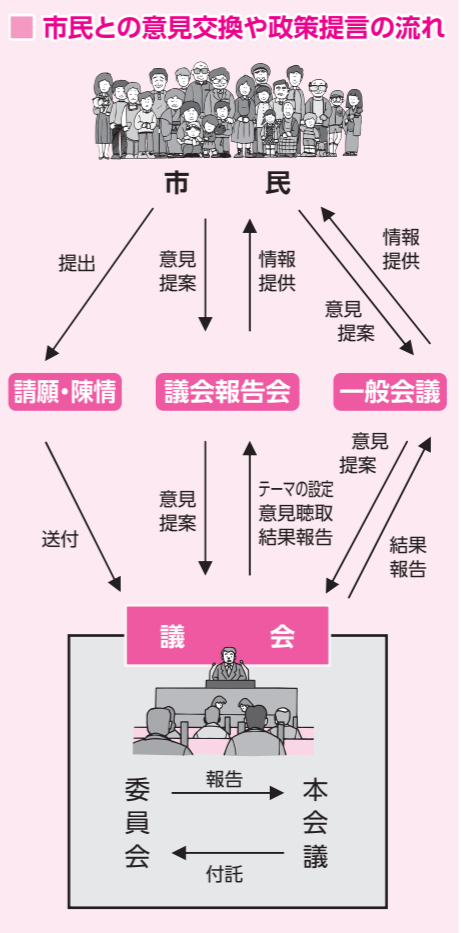 市民との意見交換や政策提言の流れ
市民
提出
意見
提案
情報
提供
意見
提案
情報
提供
請願・陳情
議会報告会
一般会議
送付
意見
提案
テーマの設定
意見聴取
結果報告
意見
提案
結果
報告
議会
委員会
報告
本会議
付託